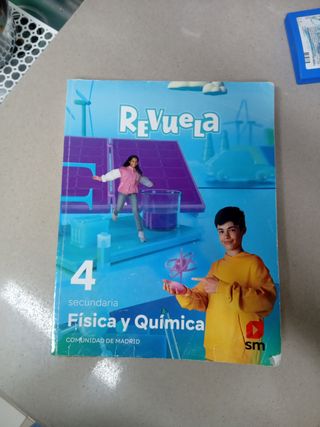 REVUELA
4
secundaria
Física y Química
COMUNIDAD DE MADRID
sm